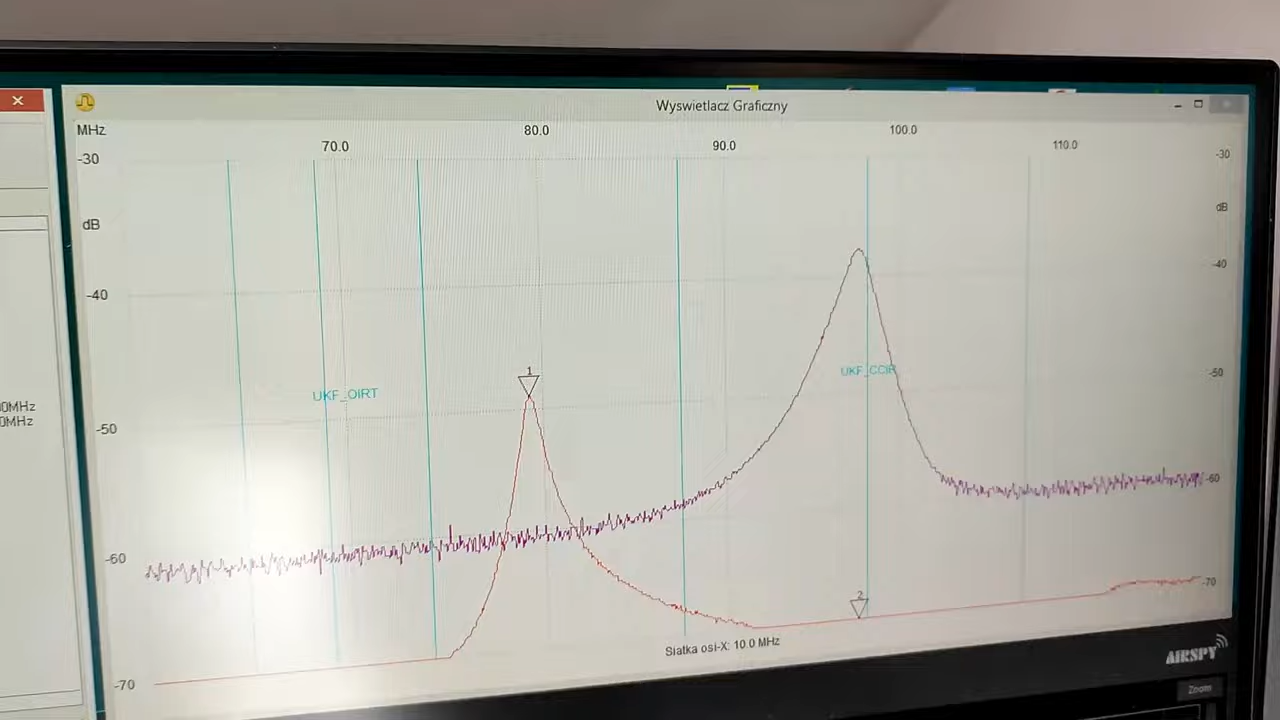 Wyswietlacz Graficzny
MHz
80.0
100.0
70.0
90.0
110.0
-30
-30
dB
dB
-40
-40
1
UKF_OIRT
UKF_CCIR
-50
0MHz
0MHz
-50
-60
-60
2
-70
Siatka osi-X: 10.0 MHz
-70
AIRSPY
Zoom